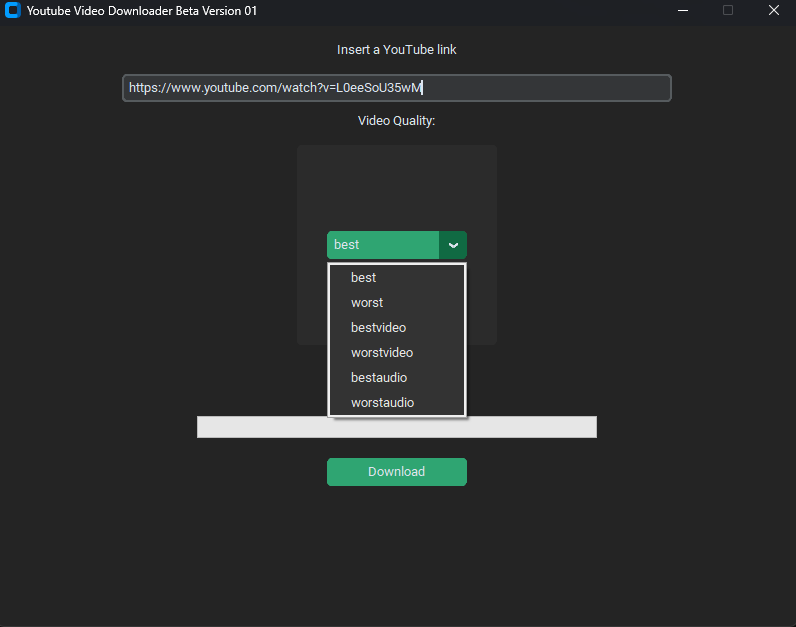 Youtube Video Downloader Beta Version 01
Insert a YouTube link
https://www.youtube.com/watch?v=L0eeSoU35wM
Video Quality:
best
best
worst
bestvideo
worstvideo
bestaudio
worstaudio
Download